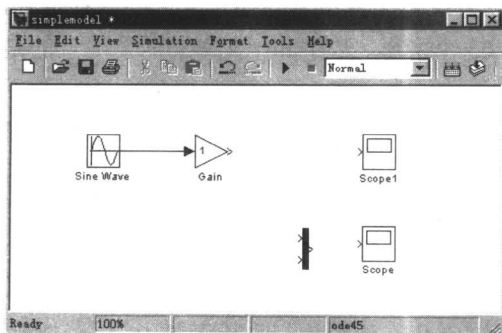 simplemodel *
File Edit View Simulation Format Tools Help
Normal
1
Sine Wave
Gain
Scope1
Scope
Ready 100% ode45